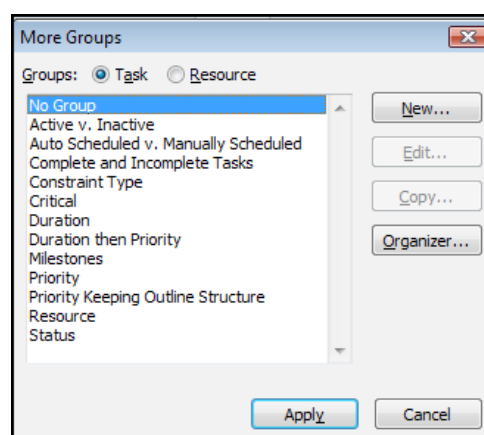 More Groups
Groups: Task Resource
No Group
Active v. Inactive
Auto Scheduled v. Manually Scheduled
Complete and Incomplete Tasks
Constraint Type
Critical
Duration
Duration then Priority
Milestones
Priority
Priority Keeping Outline Structure
Resource
Status
New...
Edit...
Copy...
Organizer...
Apply Cancel